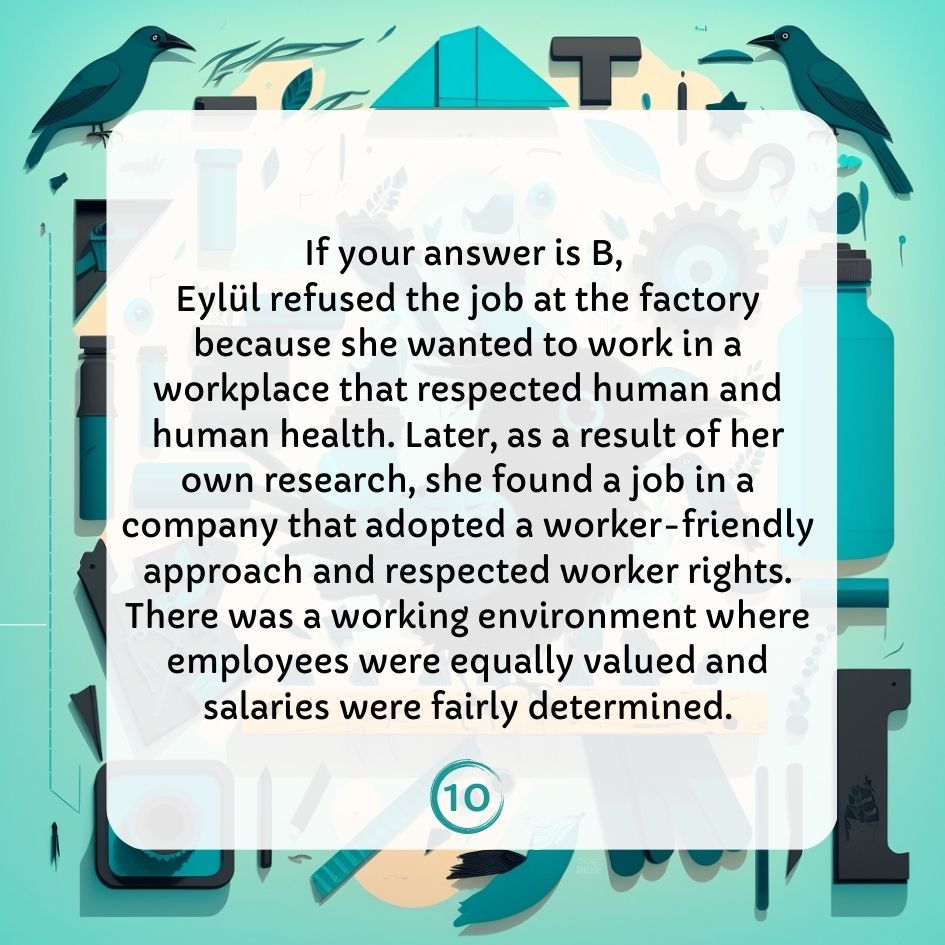 If your answer is B,
Eylül refused the job at the factory
because she wanted to work in a
workplace that respected human and
human health. Later, as a result of her
own research, she found a job in a
company that adopted a worker-friendly
approach and respected worker rights.
There was a working environment where
employees were equally valued and
salaries were fairly determined.
10